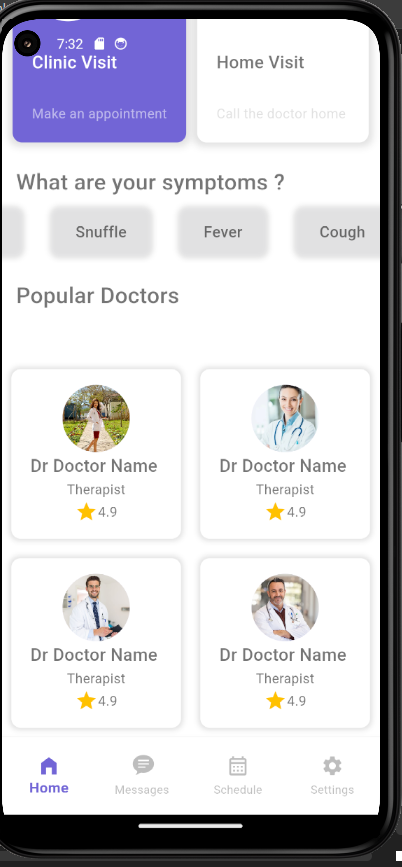 7:32
Clinic Visit
Home Visit
Make an appointment
Call the doctor home
What are your symptoms ?
Snuffle
Fever
Cough
Popular Doctors
Dr Doctor Name
Therapist
4.9
Dr Doctor Name
Therapist
4.9
Dr Doctor Name
Therapist
4.9
Dr Doctor Name
Therapist
4.9
Home
Messages
Schedule
Settings